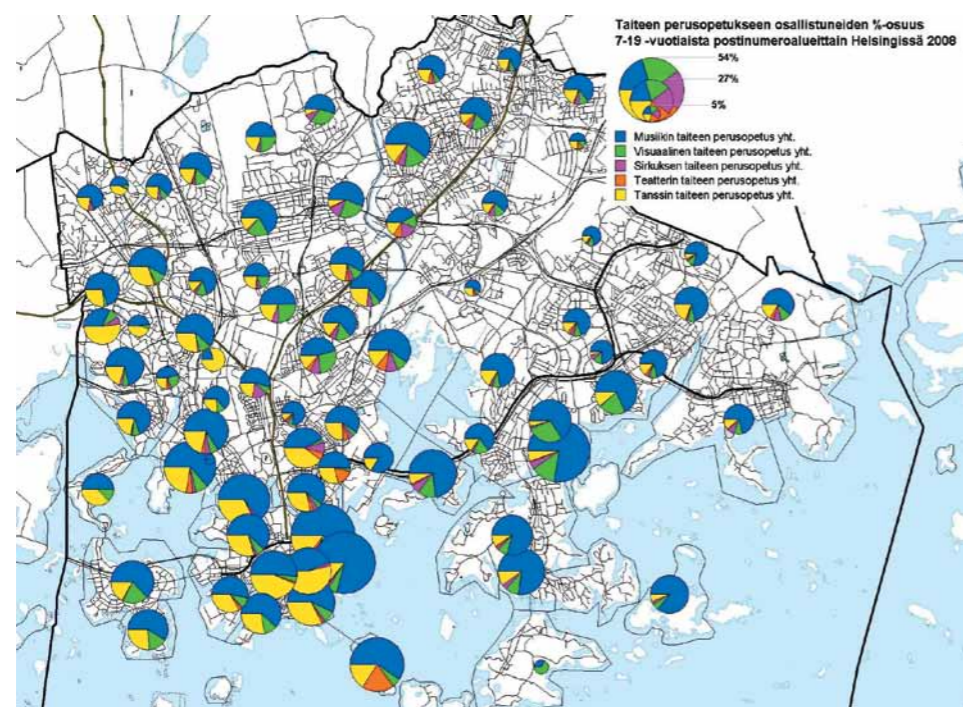 Taiteen perusopetukseen osallistuneiden %-osuus
7-19 -vuotiaista postinumeroalueittain Helsingissä 2008
54%
27%
5%
Musiikin taiteen perusopetus yht.
Visuaalinen taiteen perusopetus yht.
Sirkuksen taiteen perusopetus yht.
Teatterin taiteen perusopetus yht.
Tanssin taiteen perusopetus yht.